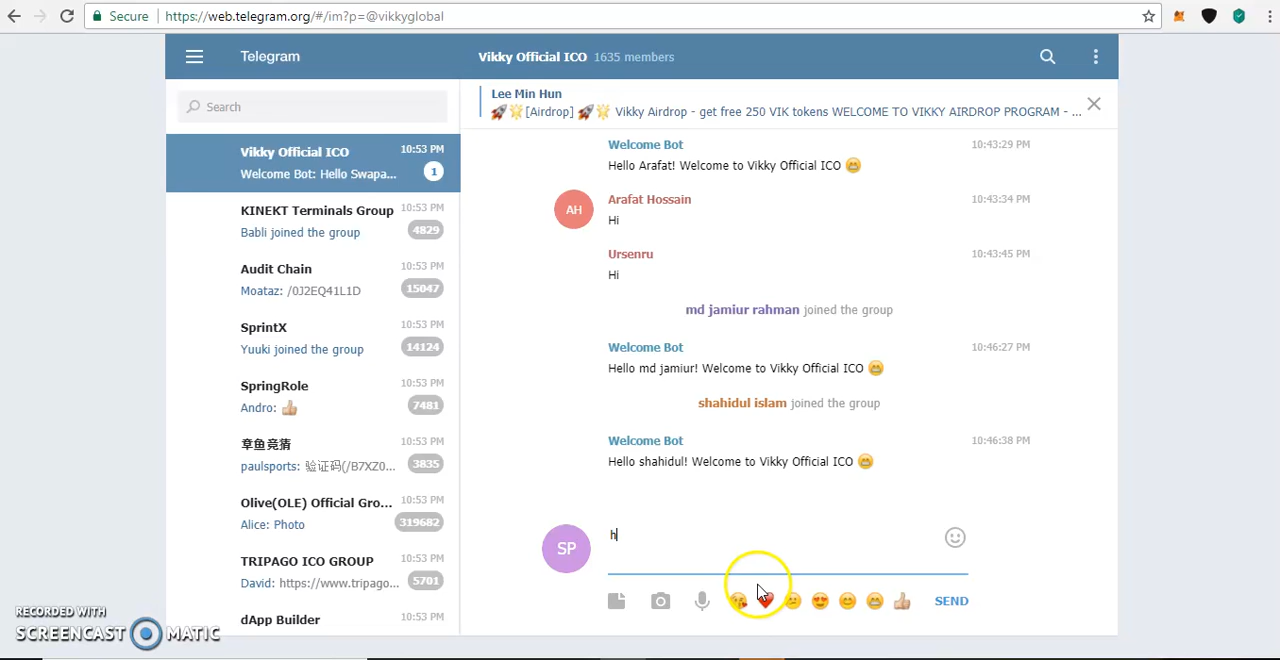 Secure https://web.telegram.org/#/im?p=@vikkyglobal
Telegram
Vikky Official ICO 1635 members
Search
Vikky Official ICO 10:53 PM
Welcome Bot: Hello Swapa... 1
KINEKT Terminals Group 10:53 PM
Babli joined the group 4829
Audit Chain 10:53 PM
Moataz: /0J2EQ41L1D 15047
SprintX 10:53 PM
Yuuki joined the group 14124
SpringRole 10:53 PM
Andro: 👍 7481
章鱼竞猜 10:53 PM
paulsports: 验证码(/B7XZ0... 3835
Olive(OLE) Official Gro... 10:53 PM
Alice: Photo 319682
TRIPAGO ICO GROUP 10:53 PM
David: https://www.tripago... 5701
dApp Builder 10:53 PM
Lee Min Hun
🚀🌟[Airdrop] 🚀🌟 Vikky Airdrop - get free 250 VIK tokens WELCOME TO VIKKY AIRDROP PROGRAM - ...
Welcome Bot 10:43:29 PM
Hello Arafat! Welcome to Vikky Official ICO 😁
AH
Arafat Hossain 10:43:34 PM
Hi
Ursenru 10:43:45 PM
Hi
md jamiur rahman joined the group
Welcome Bot 10:46:27 PM
Hello md jamiur! Welcome to Vikky Official ICO 😁
shahidul islam joined the group
Welcome Bot 10:46:38 PM
Hello shahidul! Welcome to Vikky Official ICO 😁
SP
h
SEND
RECORDED WITH
SCREENCAST MATIC